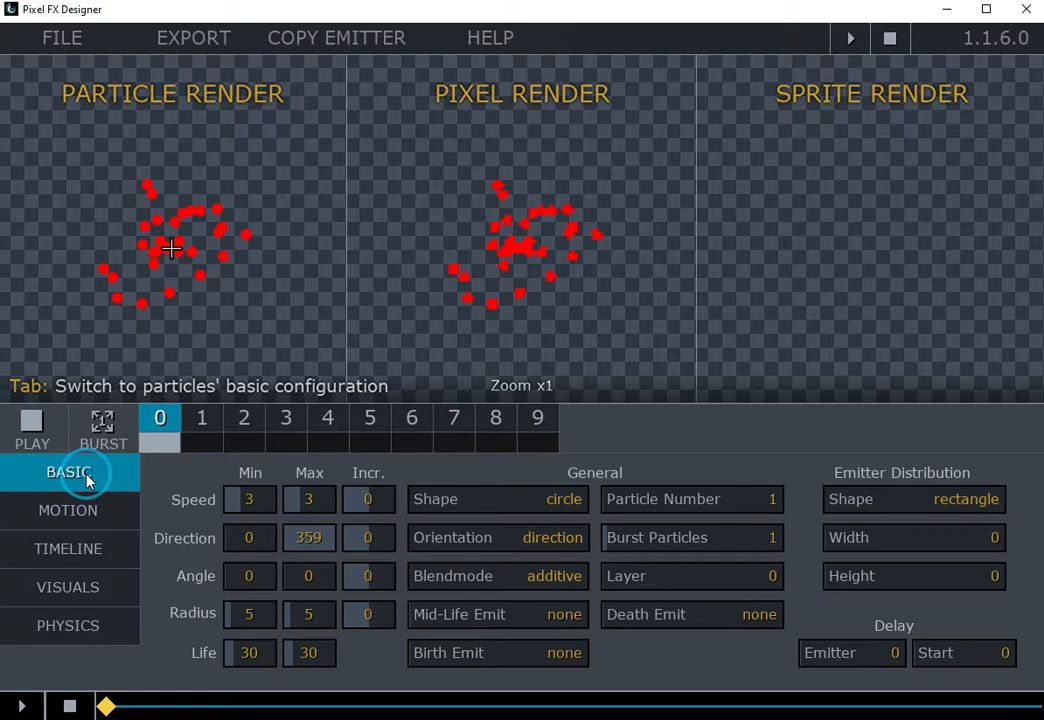 Pixel FX Designer
FILE EXPORT COPY EMITTER HELP 1.1.6.0
PARTICLE RENDER PIXEL RENDER SPRITE RENDER
Tab: Switch to particles' basic configuration Zoom x1
0 1 2 3 4 5 6 7 8 9
PLAY BURST
BASIC
MOTION
TIMELINE
VISUALS
PHYSICS
Min Max Incr. General Emitter Distribution
Speed 3 3 0 Shape circle Particle Number 1 Shape rectangle
Direction 0 359 0 Orientation direction Burst Particles 1 Width 0
Angle 0 0 0 Blendmode additive Layer 0 Height 0
Radius 5 5 0 Mid-Life Emit none Death Emit none Delay
Life 30 30 Birth Emit none Emitter 0 Start 0